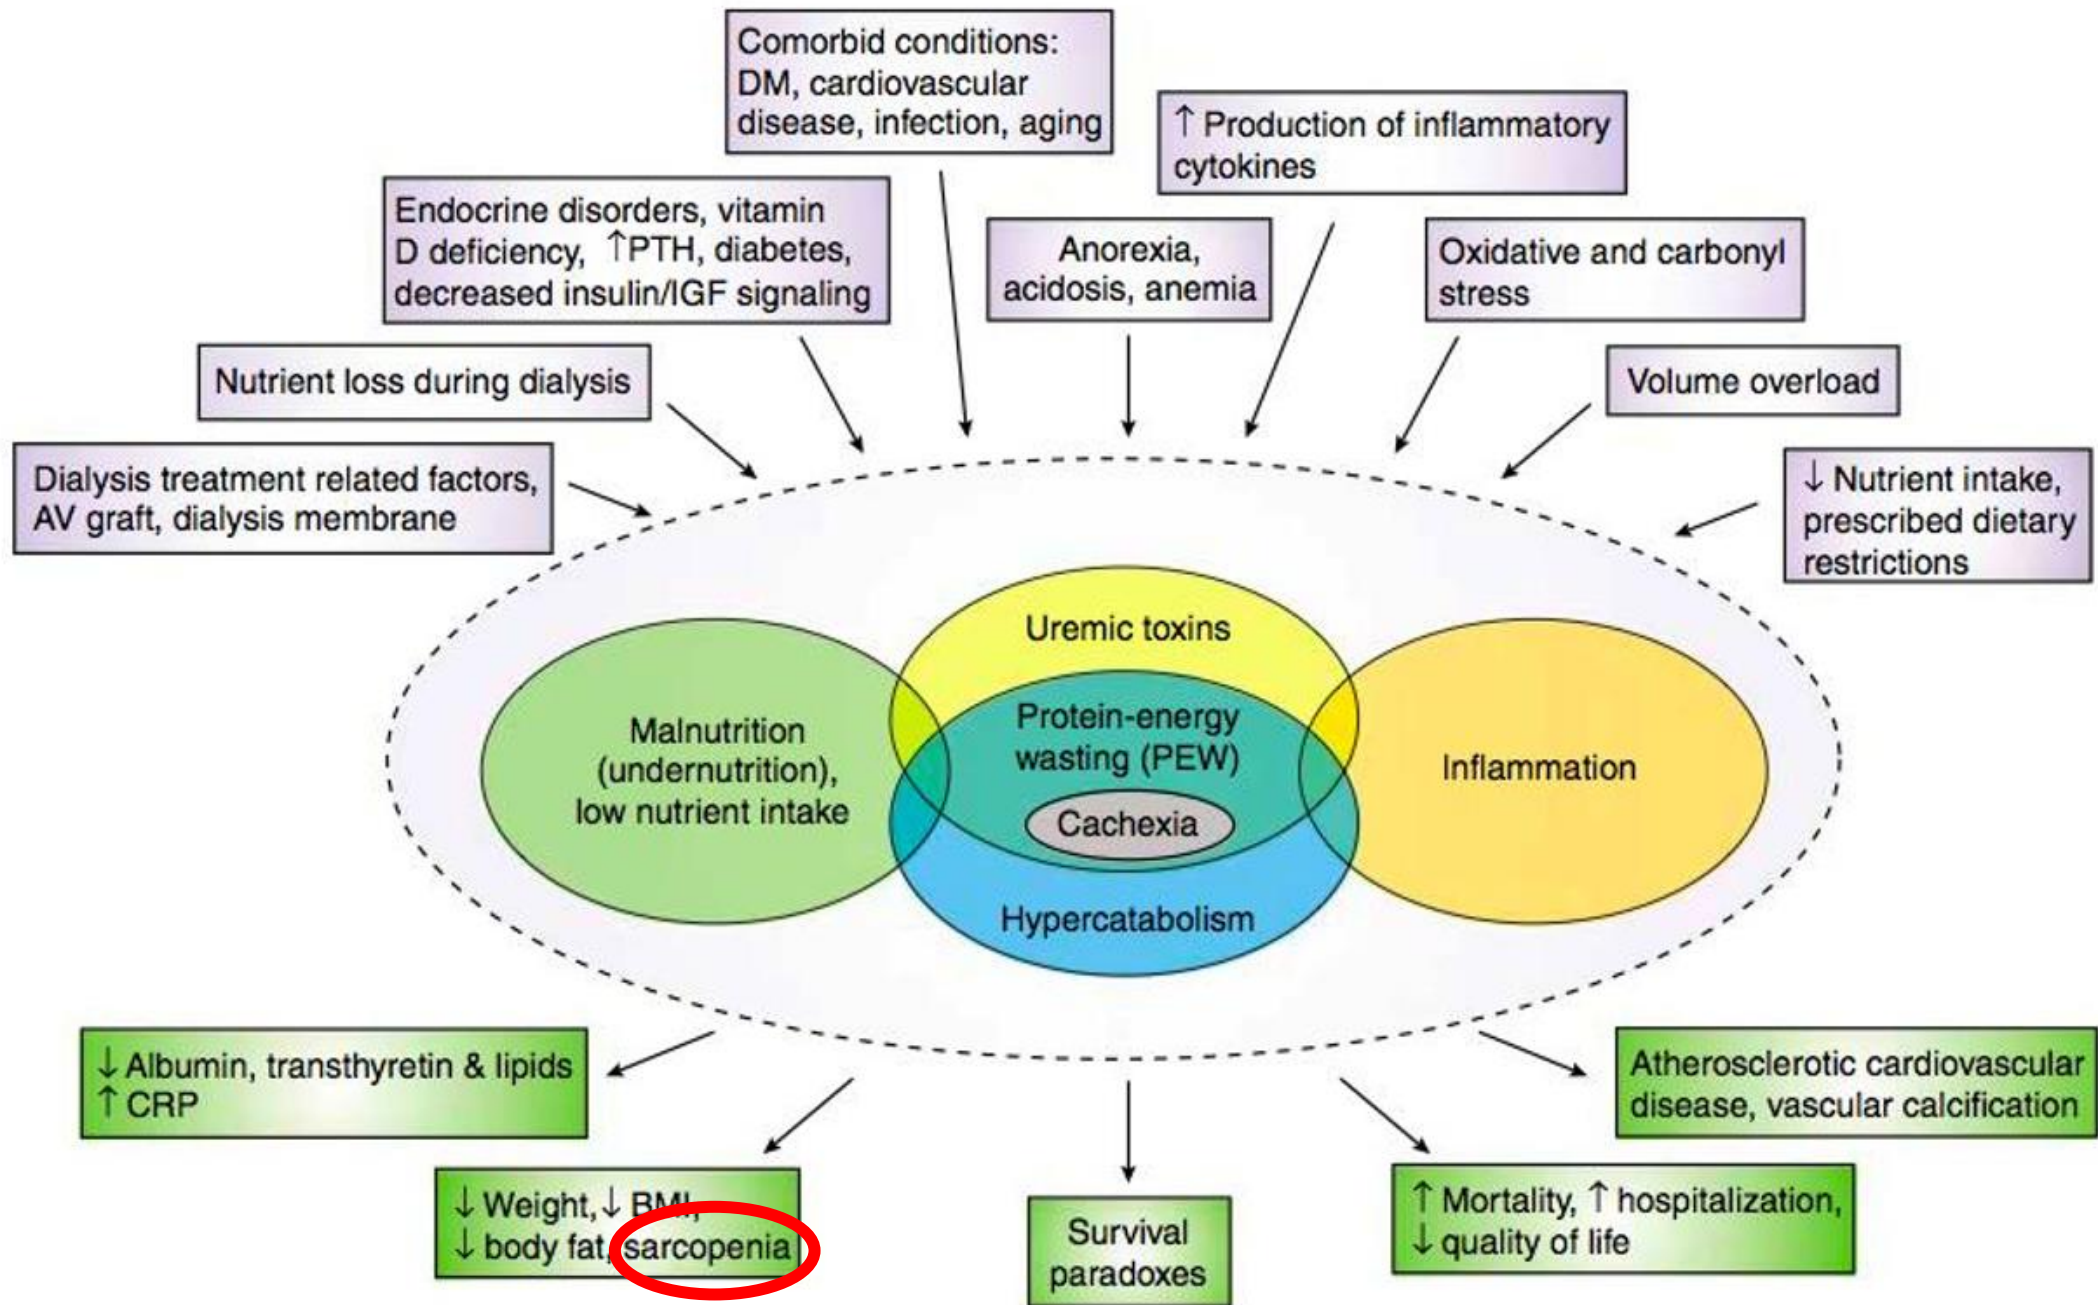 Comorbid conditions:
DM, cardiovascular
disease, infection, aging
↑ Production of inflammatory
cytokines
Endocrine disorders, vitamin
D deficiency, ↑PTH, diabetes,
decreased insulin/IGF signaling
Anorexia,
acidosis, anemia
Oxidative and carbonyl
stress
Nutrient loss during dialysis
Volume overload
Dialysis treatment related factors,
AV graft, dialysis membrane
↓ Nutrient intake,
prescribed dietary
restrictions
Uremic toxins
Malnutrition
(undernutrition),
low nutrient intake
Protein-energy
wasting (PEW)
Cachexia
Inflammation
Hypercatabolism
↓ Albumin, transthyretin & lipids
↑ CRP
Atherosclerotic cardiovascular
disease, vascular calcification
↓ Weight, ↓ BMI,
↓ body fat, sarcopenia
Survival
paradoxes
↑ Mortality, ↑ hospitalization,
↓ quality of life